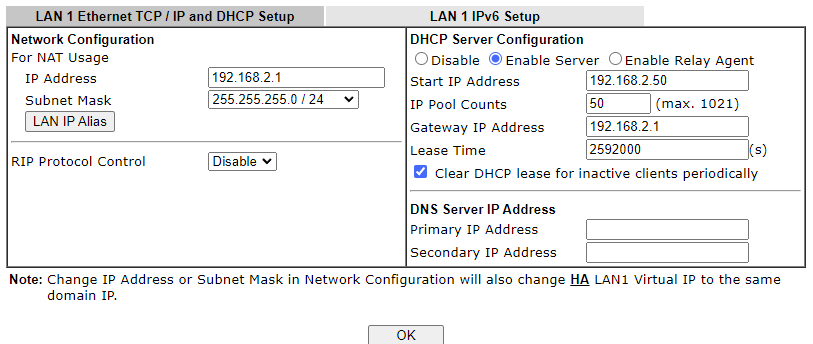 LAN 1 Ethernet TCP / IP and DHCP Setup
LAN 1 IPv6 Setup
Network Configuration
For NAT Usage
IP Address 192.168.2.1
Subnet Mask 255.255.255.0 / 24
LAN IP Alias
RIP Protocol Control Disable
DHCP Server Configuration
Disable Enable Server Enable Relay Agent
Start IP Address 192.168.2.50
IP Pool Counts 50 (max. 1021)
Gateway IP Address 192.168.2.1
Lease Time 2592000 (s)
Clear DHCP lease for inactive clients periodically
DNS Server IP Address
Primary IP Address
Secondary IP Address
Note: Change IP Address or Subnet Mask in Network Configuration will also change HA LAN1 Virtual IP to the same
domain IP.
OK